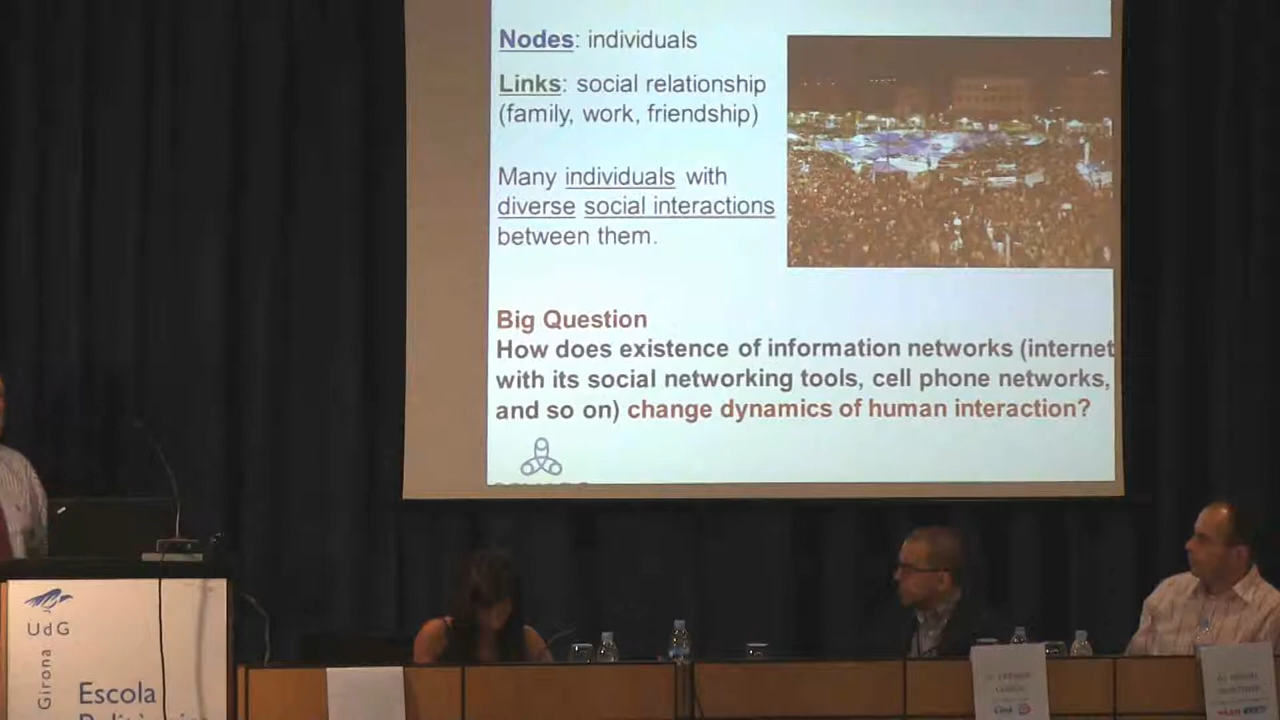 Nodes: individuals
Links: social relationship
(family, work, friendship)
Many individuals with
diverse social interactions
between them.
Big Question
How does existence of information networks (internet
with its social networking tools, cell phone networks,
and so on) change dynamics of human interaction?
UdG
Girona
Escola